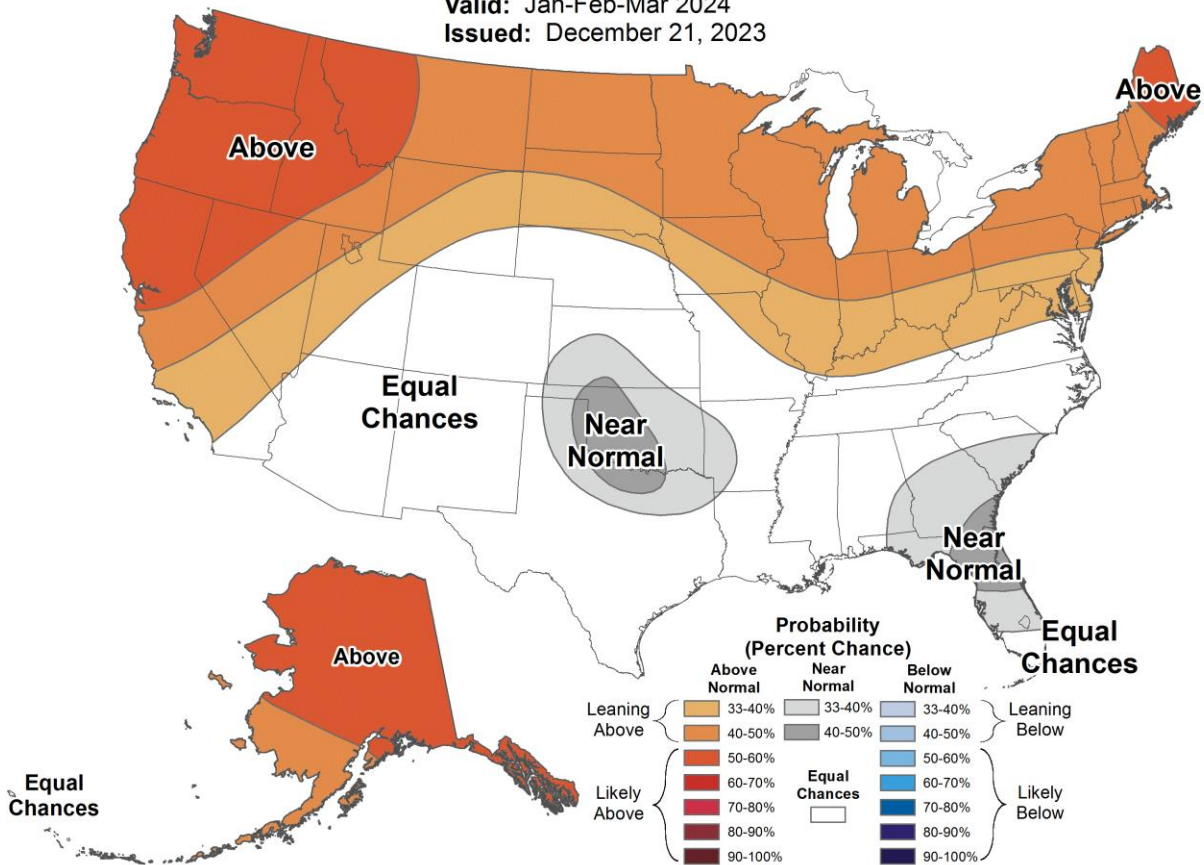 Valid: Jan-Feb-Mar 2024
Issued: December 21, 2023
Above
Above
Equal
Chances
Near
Normal
Near
Normal
Equal
Chances
Above
Equal
Chances
Probability
(Percent Chance)
Above
Normal
Near
Normal
Below
Normal
Leaning
Above
33-40%
33-40%
33-40%
Leaning
Below
40-50%
40-50%
40-50%
Likely
Above
50-60%
50-60%
Likely
Below
60-70%
60-70%
Equal
Chances
70-80%
70-80%
80-90%
80-90%
90-100%
90-100%